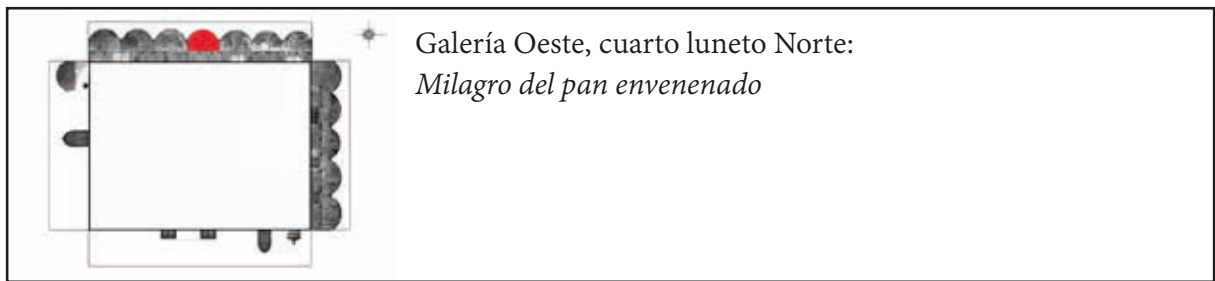 Galería Oeste, cuarto luneto Norte:
Milagro del pan envenenado